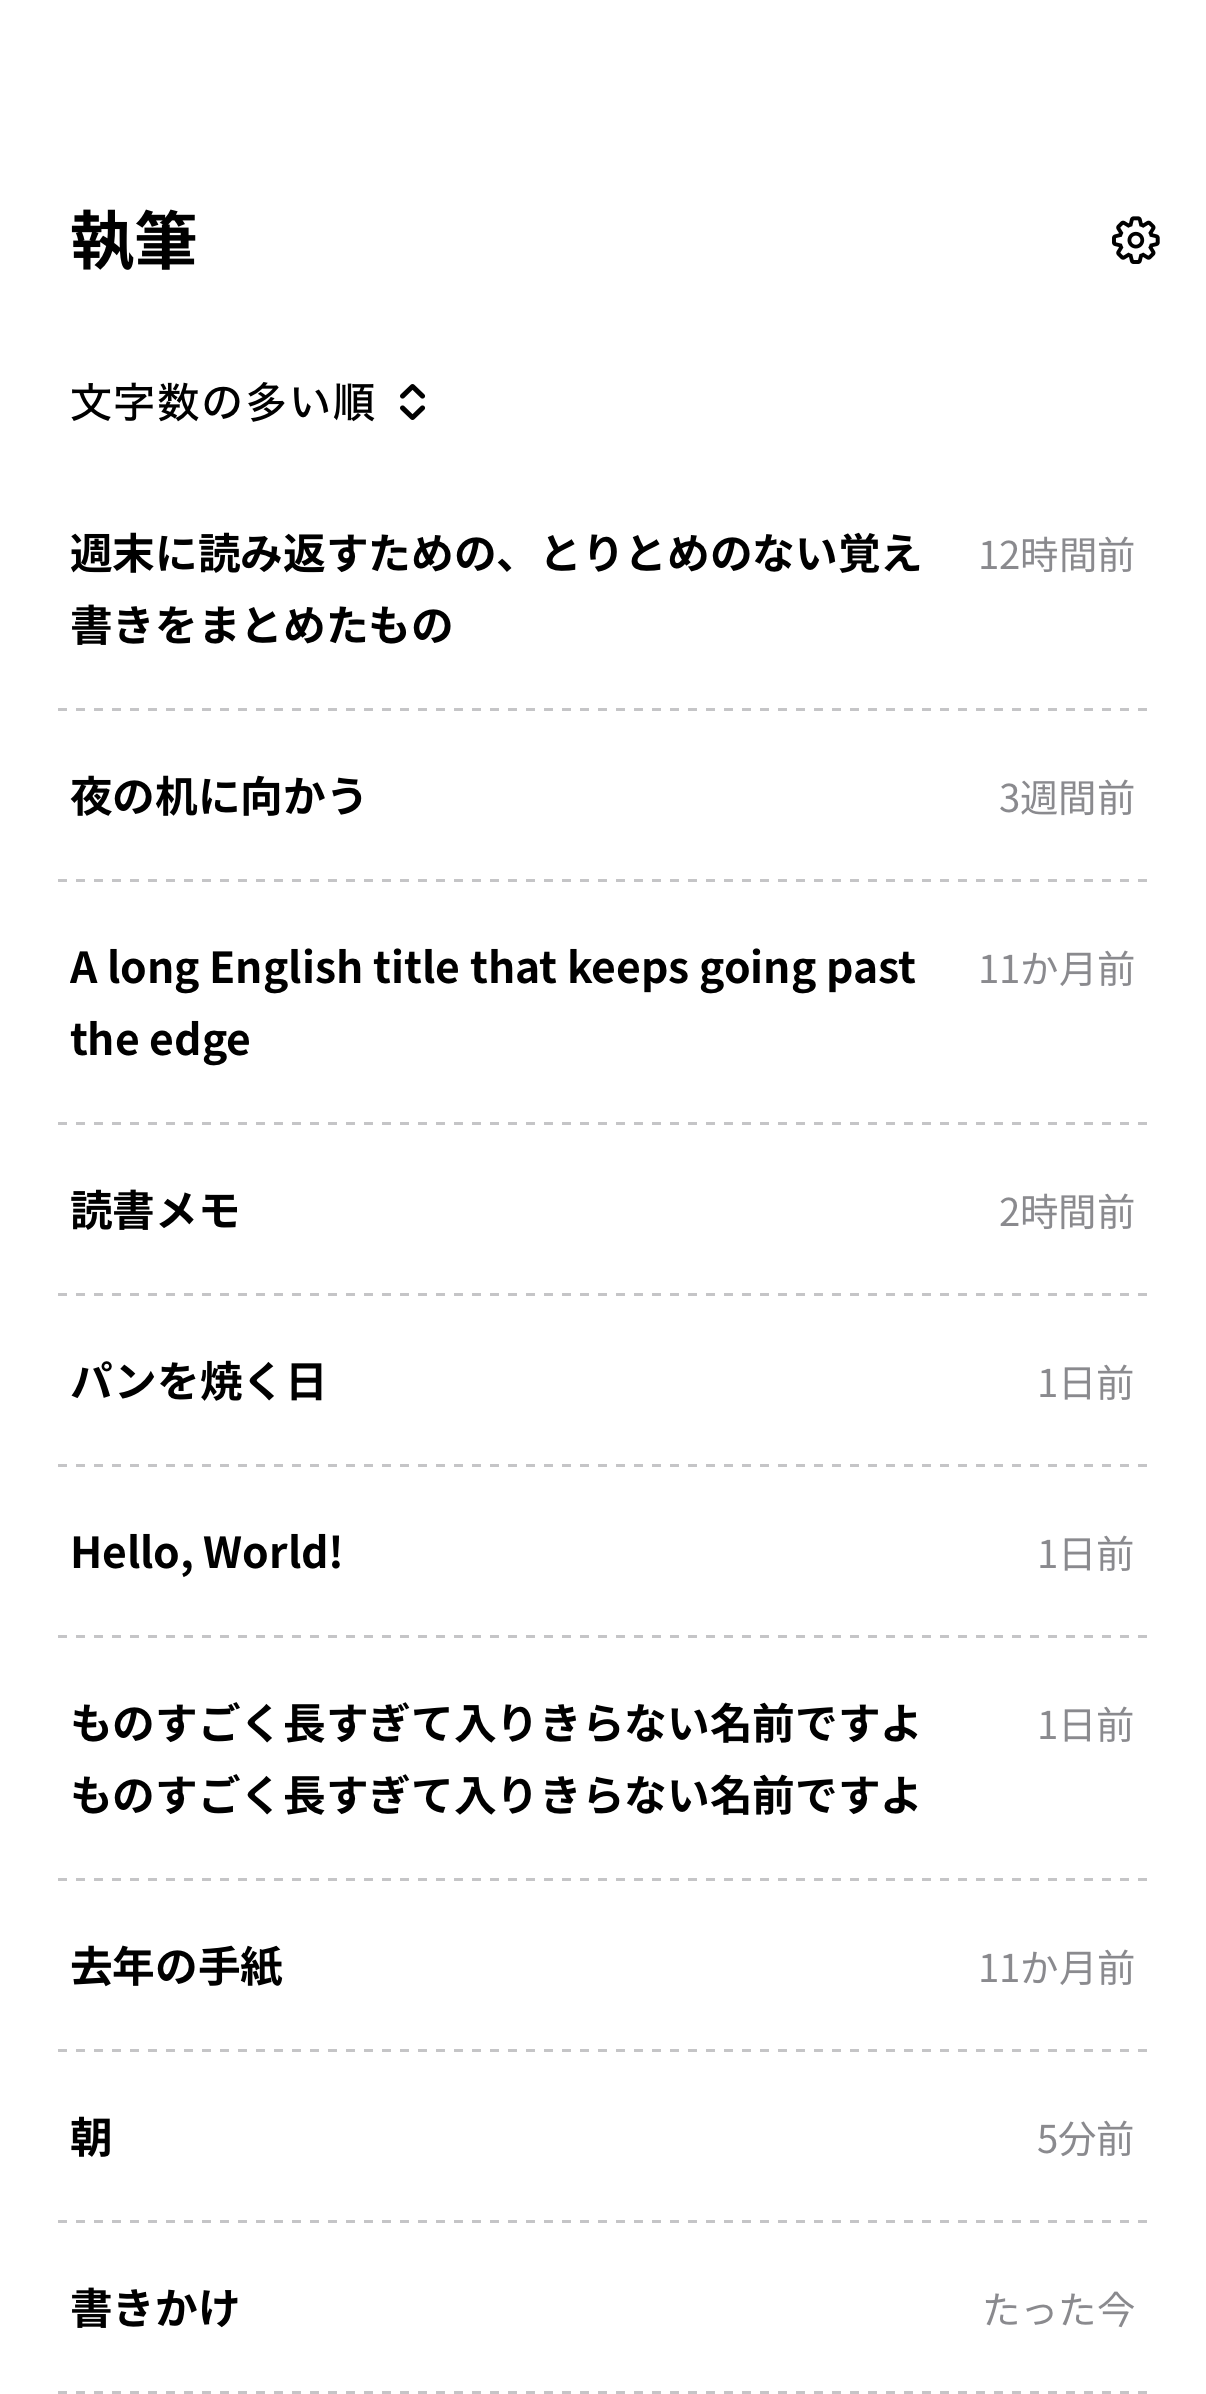 執筆
文字数の多い順
週末に読み返すための、とりとめのない覚え
書きをまとめたもの
12時間前
夜の机に向かう
3週間前
A long English title that keeps going past
the edge
11か月前
読書メモ
2時間前
パンを焼く日
1日前
Hello, World!
1日前
ものすごく長すぎて入りきらない名前ですよ
ものすごく長すぎて入りきらない名前ですよ
1日前
去年の手紙
11か月前
朝
5分前
書きかけ
たった今